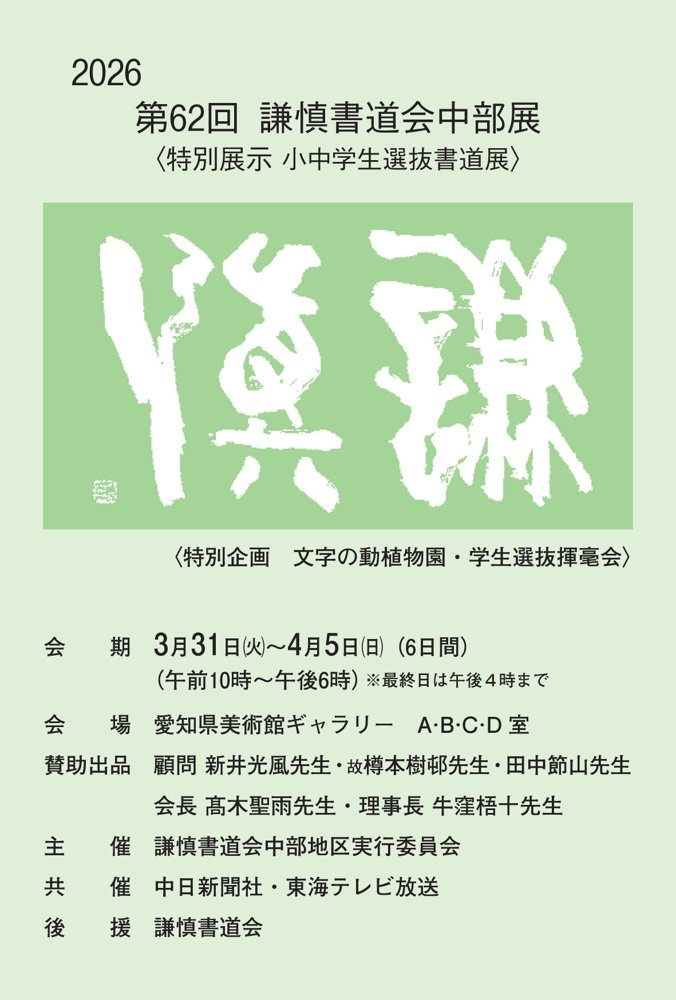 2026
第62回 謙慎書道会中部展
〈特別展示 小中学生選抜書道展〉
謙慎
〈特別企画　文字の動植物園・学生選抜揮毫会〉
会　期　3月31日㈫～4月5日㈰（6日間）
（午前10時～午後6時）※最終日は午後４時まで
会　場　愛知県美術館ギャラリー　A･B･C･D 室
賛助出品　顧問 新井光風先生・故樽本樹邨先生・田中節山先生
会長 髙木聖雨先生・理事長 牛窪梧十先生
主　催　謙慎書道会中部地区実行委員会
共　催　中日新聞社・東海テレビ放送
後　援　謙慎書道会